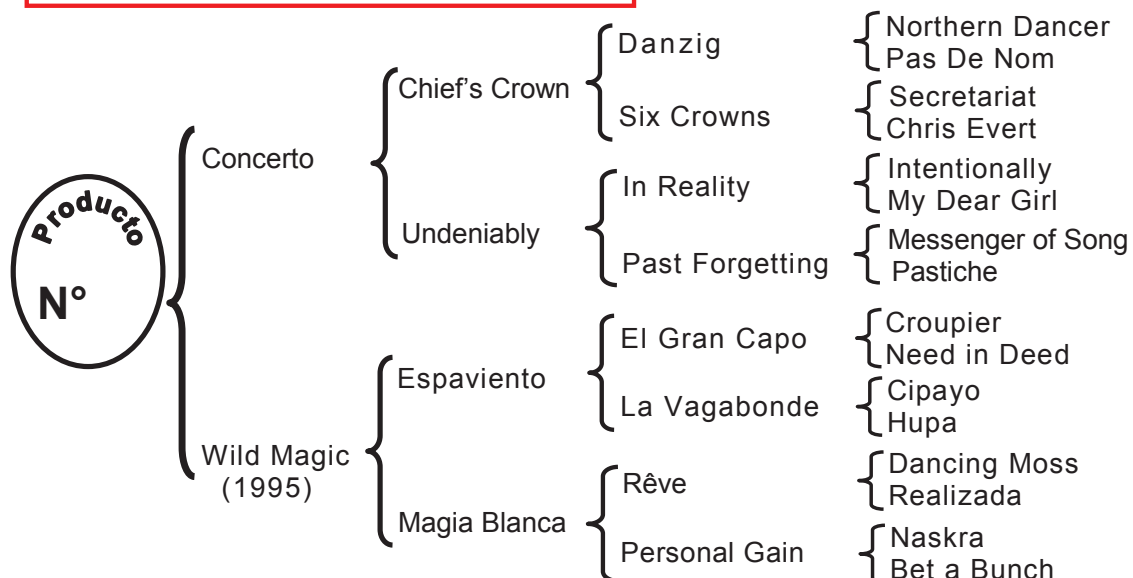 Producto
N°
Concerto
Wild Magic
(1995)
Chief's Crown
Undeniably
Espaviento
Magia Blanca
Danzig
Six Crowns
In Reality
Past Forgetting
El Gran Capo
La Vagabonde
Rêve
Personal Gain
Northern Dancer
Pas De Nom
Secretariat
Chris Evert
Intentionally
My Dear Girl
Messenger of Song
Pastiche
Croupier
Need in Deed
Cipayo
Hupa
Dancing Moss
Realizada
Naskra
Bet a Bunch